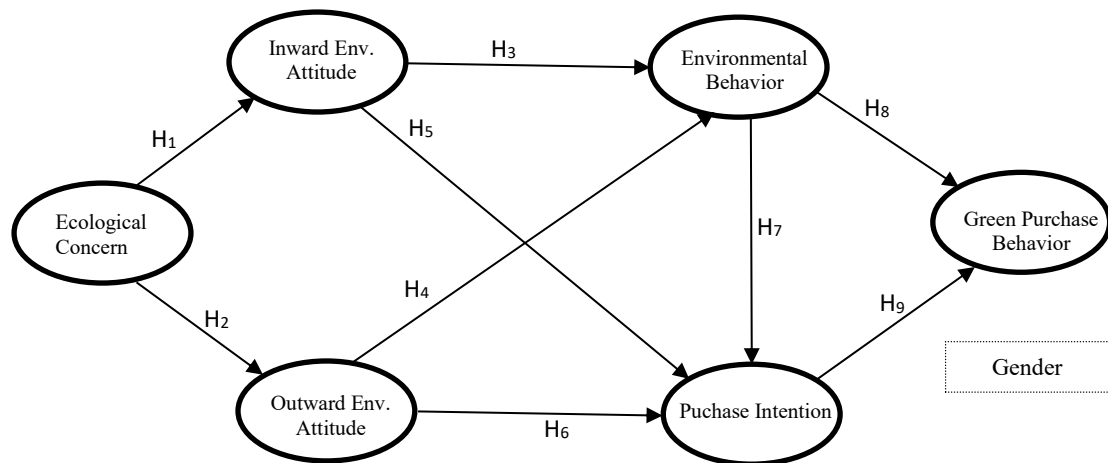 Inward Env.
Attitude
H3
Environmental
Behavior
H1
H5
H8
Ecological
Concern
Green Purchase
Behavior
H7
H4
H2
H9
Gender
Outward Env.
Attitude
H6
Puchase Intention